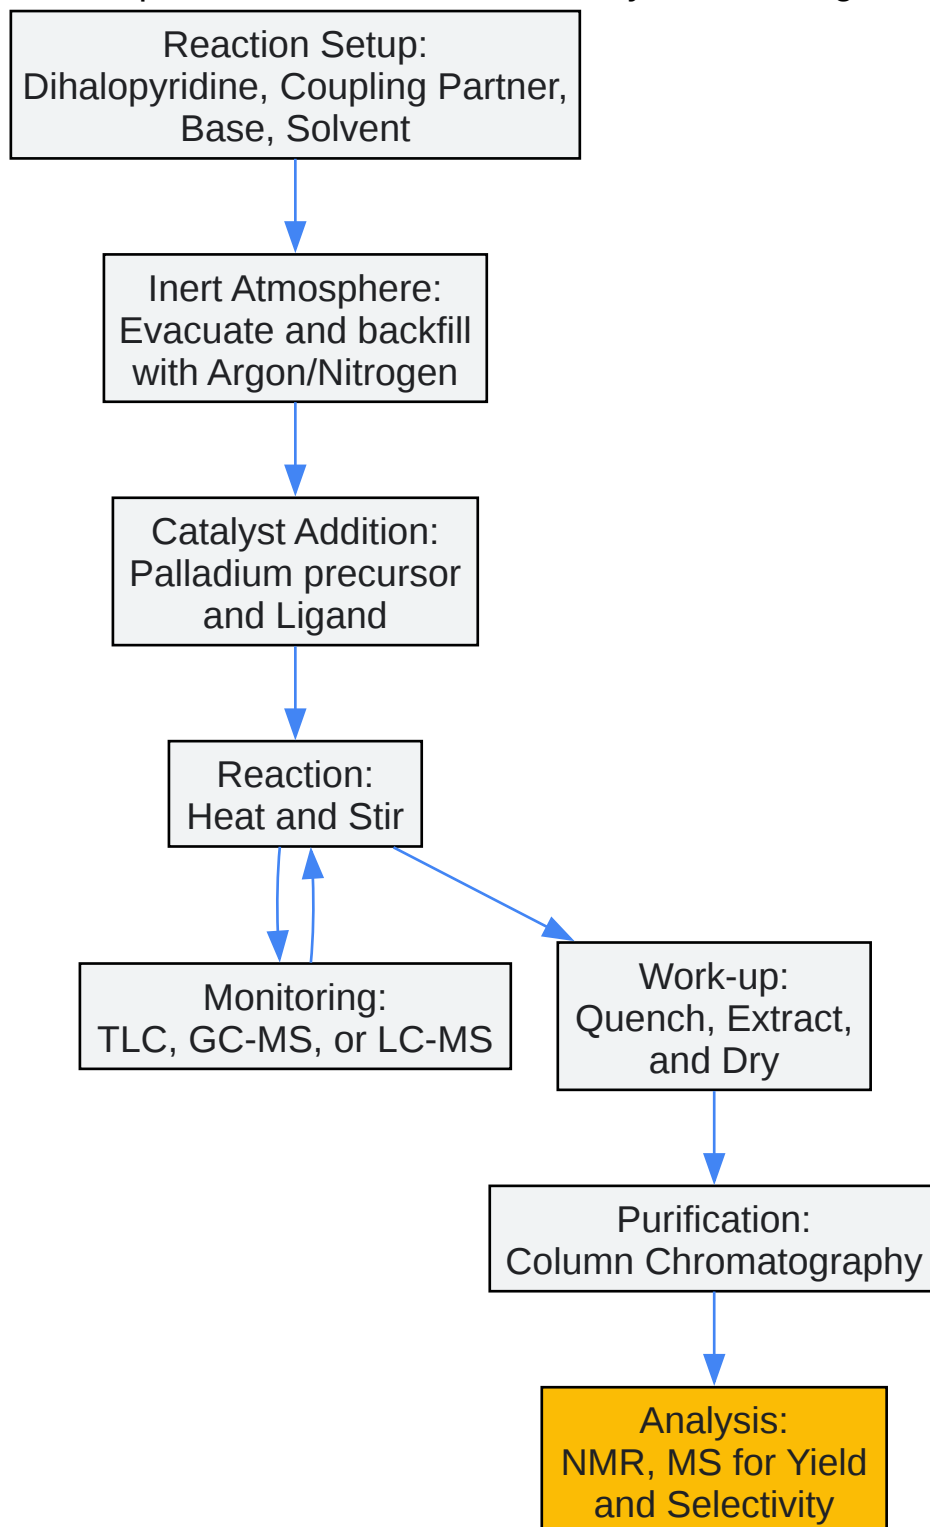 Reaction Setup:
Dihalopyridine, Coupling Partner,
Base, Solvent
Inert Atmosphere:
Evacuate and backfill
with Argon/Nitrogen
Catalyst Addition:
Palladium precursor
and Ligand
Reaction:
Heat and Stir
Monitoring:
TLC, GC-MS, or LC-MS
Work-up:
Quench, Extract,
and Dry
Purification:
Column Chromatography
Analysis:
NMR, MS for Yield
and Selectivity